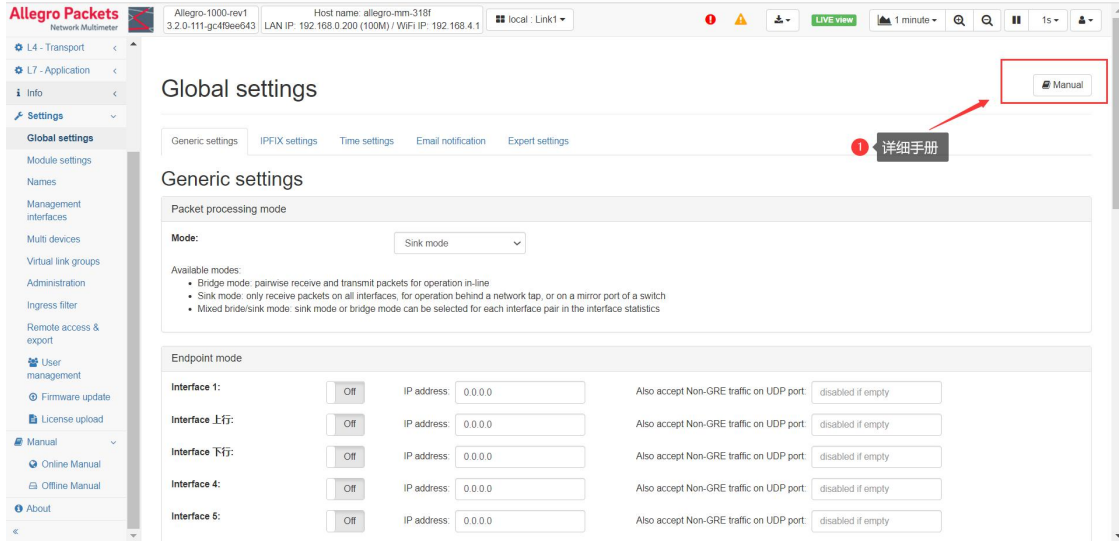 Allegro Packets
Network Multimeter
Allegro-1000-rev1
3.2.0-111-gc4f9ee643
Host name: allegro-mm-318f
LAN IP: 192.168.0.200 (100M) / WiFi IP: 192.168.4.1
local : Link1
LIVE view
1 minute
1s
L4 - Transport
L7 - Application
Info
Settings
Global settings
Module settings
Names
Management
interfaces
Multi devices
Virtual link groups
Administration
Ingress filter
Remote access &
export
User
management
Firmware update
License upload
Manual
Online Manual
Offline Manual
About
Global settings
Manual
1 详细手册
Generic settings IPFIX settings Time settings Email notification Expert settings
Generic settings
Packet processing mode
Mode: Sink mode
Available modes:
• Bridge mode: pairwise receive and transmit packets for operation in-line
• Sink mode: only receive packets on all interfaces, for operation behind a network tap, or on a mirror port of a switch
• Mixed bride/sink mode: sink mode or bridge mode can be selected for each interface pair in the interface statistics
Endpoint mode
Interface 1: Off IP address: 0.0.0.0 Also accept Non-GRE traffic on UDP port: disabled if empty
Interface 上行: Off IP address: 0.0.0.0 Also accept Non-GRE traffic on UDP port: disabled if empty
Interface 下行: Off IP address: 0.0.0.0 Also accept Non-GRE traffic on UDP port: disabled if empty
Interface 4: Off IP address: 0.0.0.0 Also accept Non-GRE traffic on UDP port: disabled if empty
Interface 5: Off IP address: 0.0.0.0 Also accept Non-GRE traffic on UDP port: disabled if empty